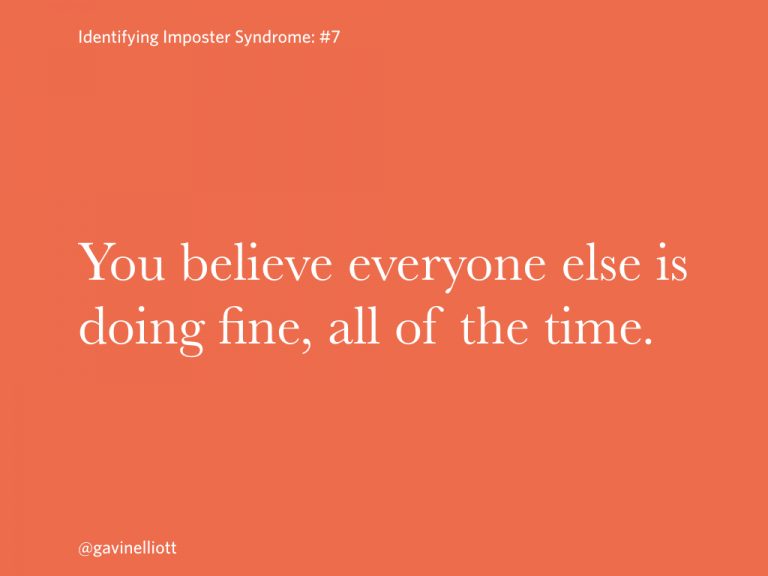 Identifying Imposter Syndrome: #7
You believe everyone else is
doing fine, all of the time.
@gavinelliott